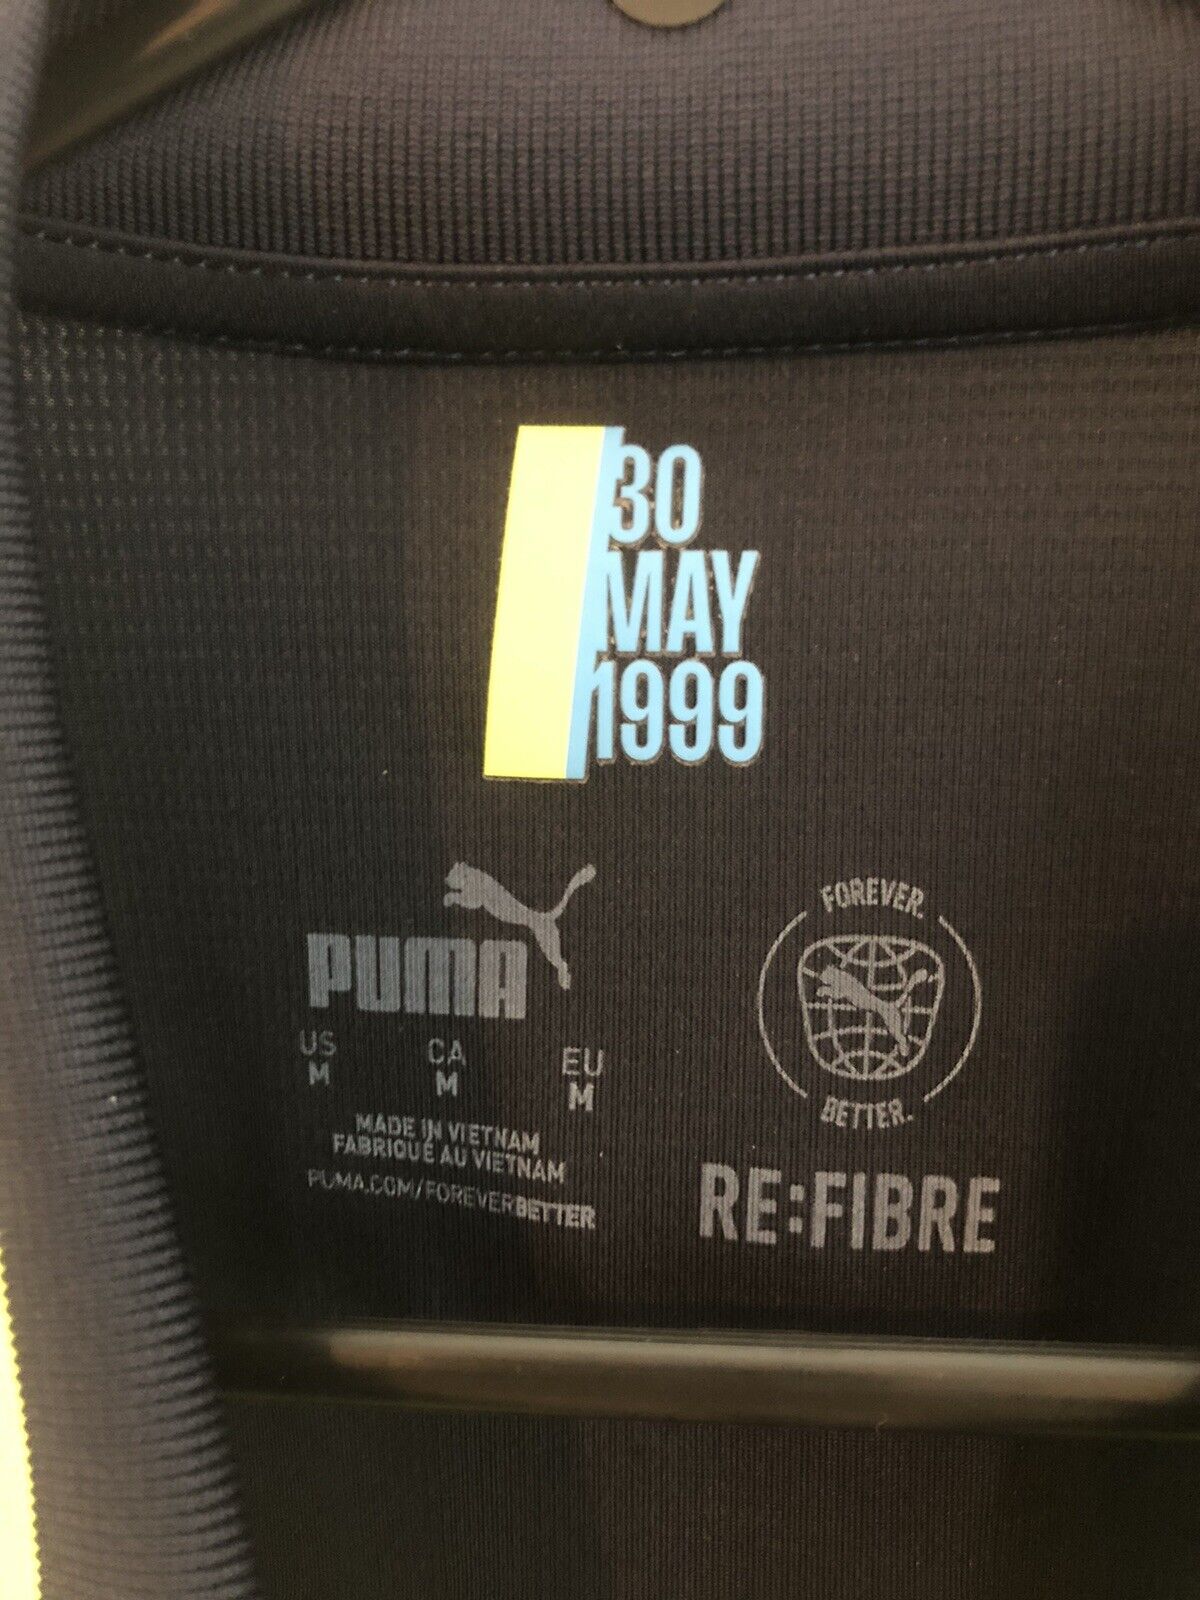 30
MAY
1999
PUMA
US CA EU
M M M
MADE IN VIETNAM
FABRIQUÉ AU VIETNAM
PUMA.COM/FOREVERBETTER
FOREVER.
BETTER.
RE:FIBRE